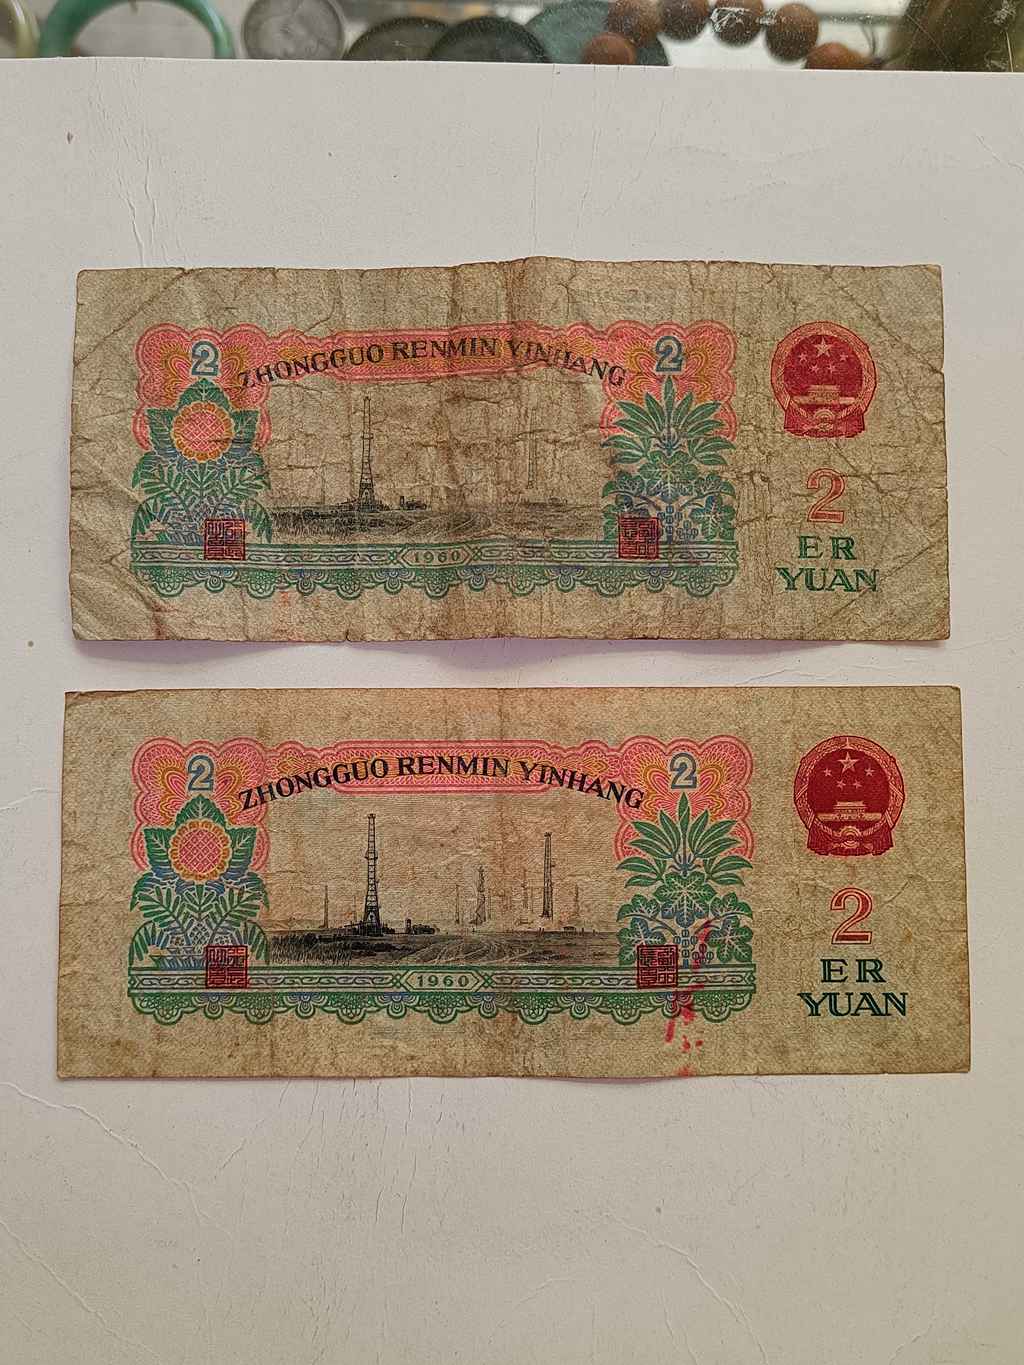 2 2
ZHONGGUO RENMIN YINHANG
1960
2
ER
YUAN
2 2
ZHONGGUO RENMIN YINHANG
1960
2
ER
YUAN